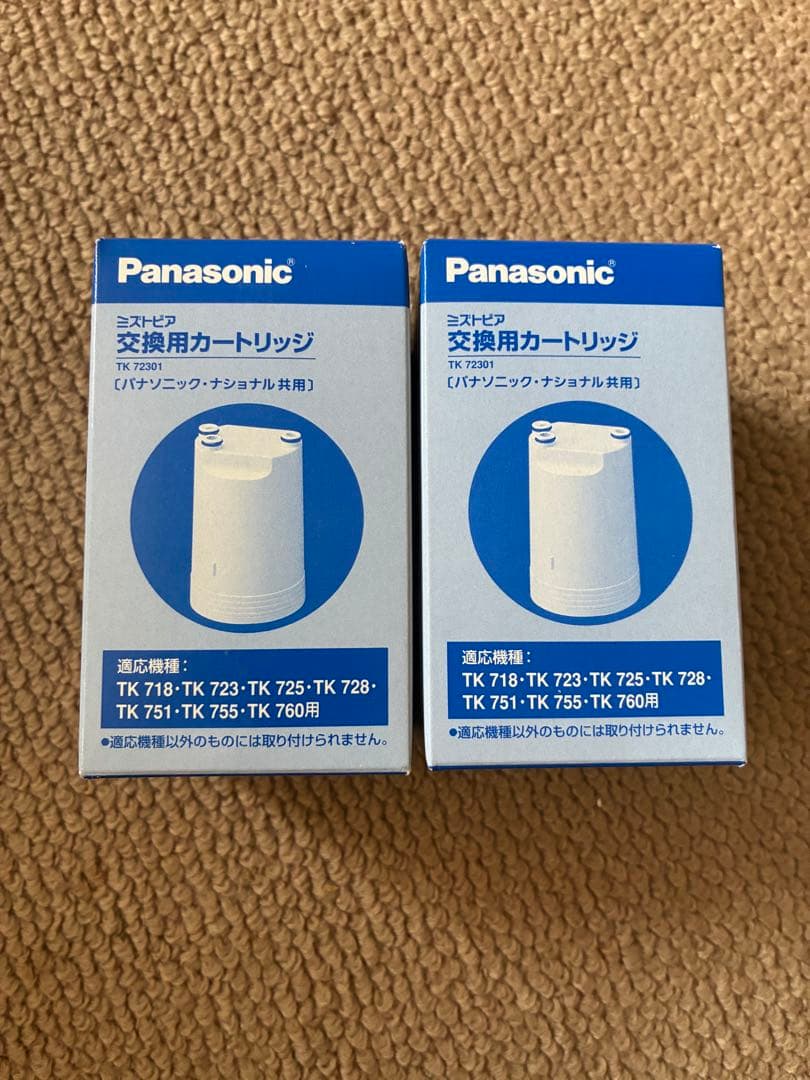 Panasonic®
ミズトピア
交換用カートリッジ
TK 72301
〔パナソニック・ナショナル共用〕
適応機種：
TK 718・TK 723・TK 725・TK 728・
TK 751・TK 755・TK 760用
●適応機種以外のものには取り付けられません。
Panasonic®
ミズトピア
交換用カートリッジ
TK 72301
〔パナソニック・ナショナル共用〕
適応機種：
TK 718・TK 723・TK 725・TK 728・
TK 751・TK 755・TK 760用
●適応機種以外のものには取り付けられません。